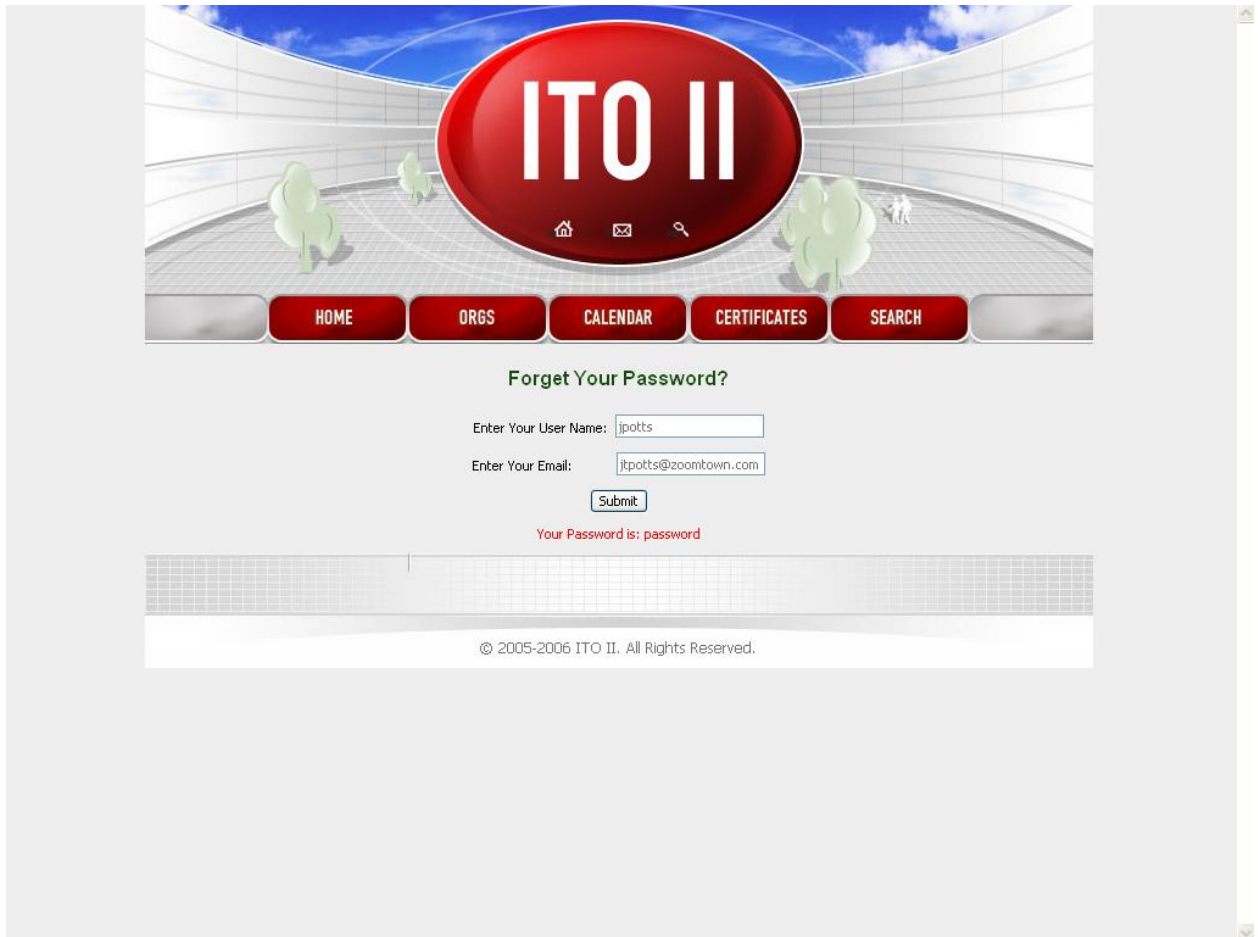 ITO II
HOME ORGS CALENDAR CERTIFICATES SEARCH
Forget Your Password?
Enter Your User Name: jpotts
Enter Your Email: jtpotts@zoomtown.com
Submit
Your Password is: password
© 2005-2006 ITO II. All Rights Reserved.